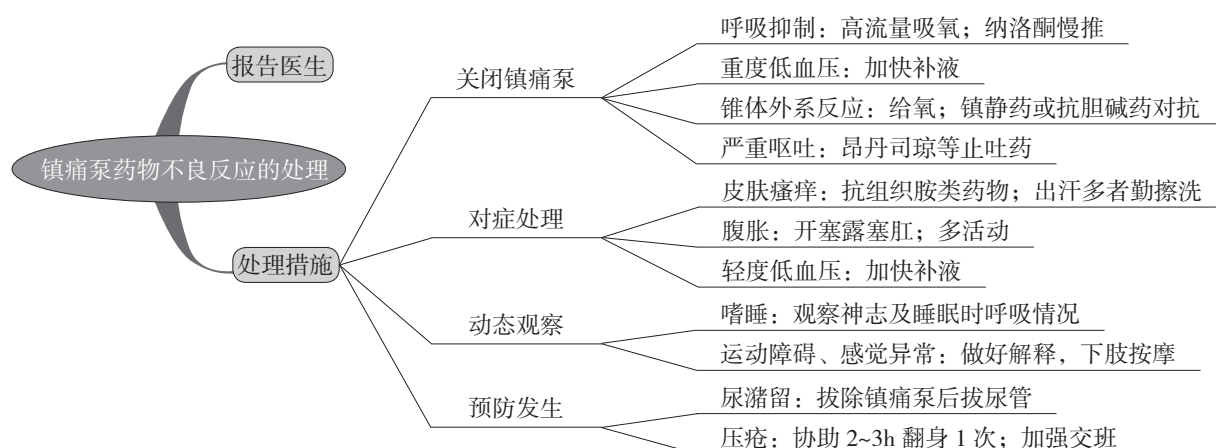 镇痛泵药物不良反应的处理
报告医生
处理措施
关闭镇痛泵
呼吸抑制：高流量吸氧；纳洛酮慢推
重度低血压：加快补液
锥体外系反应：给氧；镇静药或抗胆碱药对抗
严重呕吐：昂丹司琼等止吐药
对症处理
皮肤瘙痒：抗组织胺类药物；出汗多者勤擦洗
腹胀：开塞露塞肛；多活动
轻度低血压：加快补液
动态观察
嗜睡：观察神志及睡眠时呼吸情况
运动障碍、感觉异常：做好解释，下肢按摩
预防发生
尿潴留：拔除镇痛泵后拔尿管
压疮：协助 2~3h 翻身 1 次；加强交班